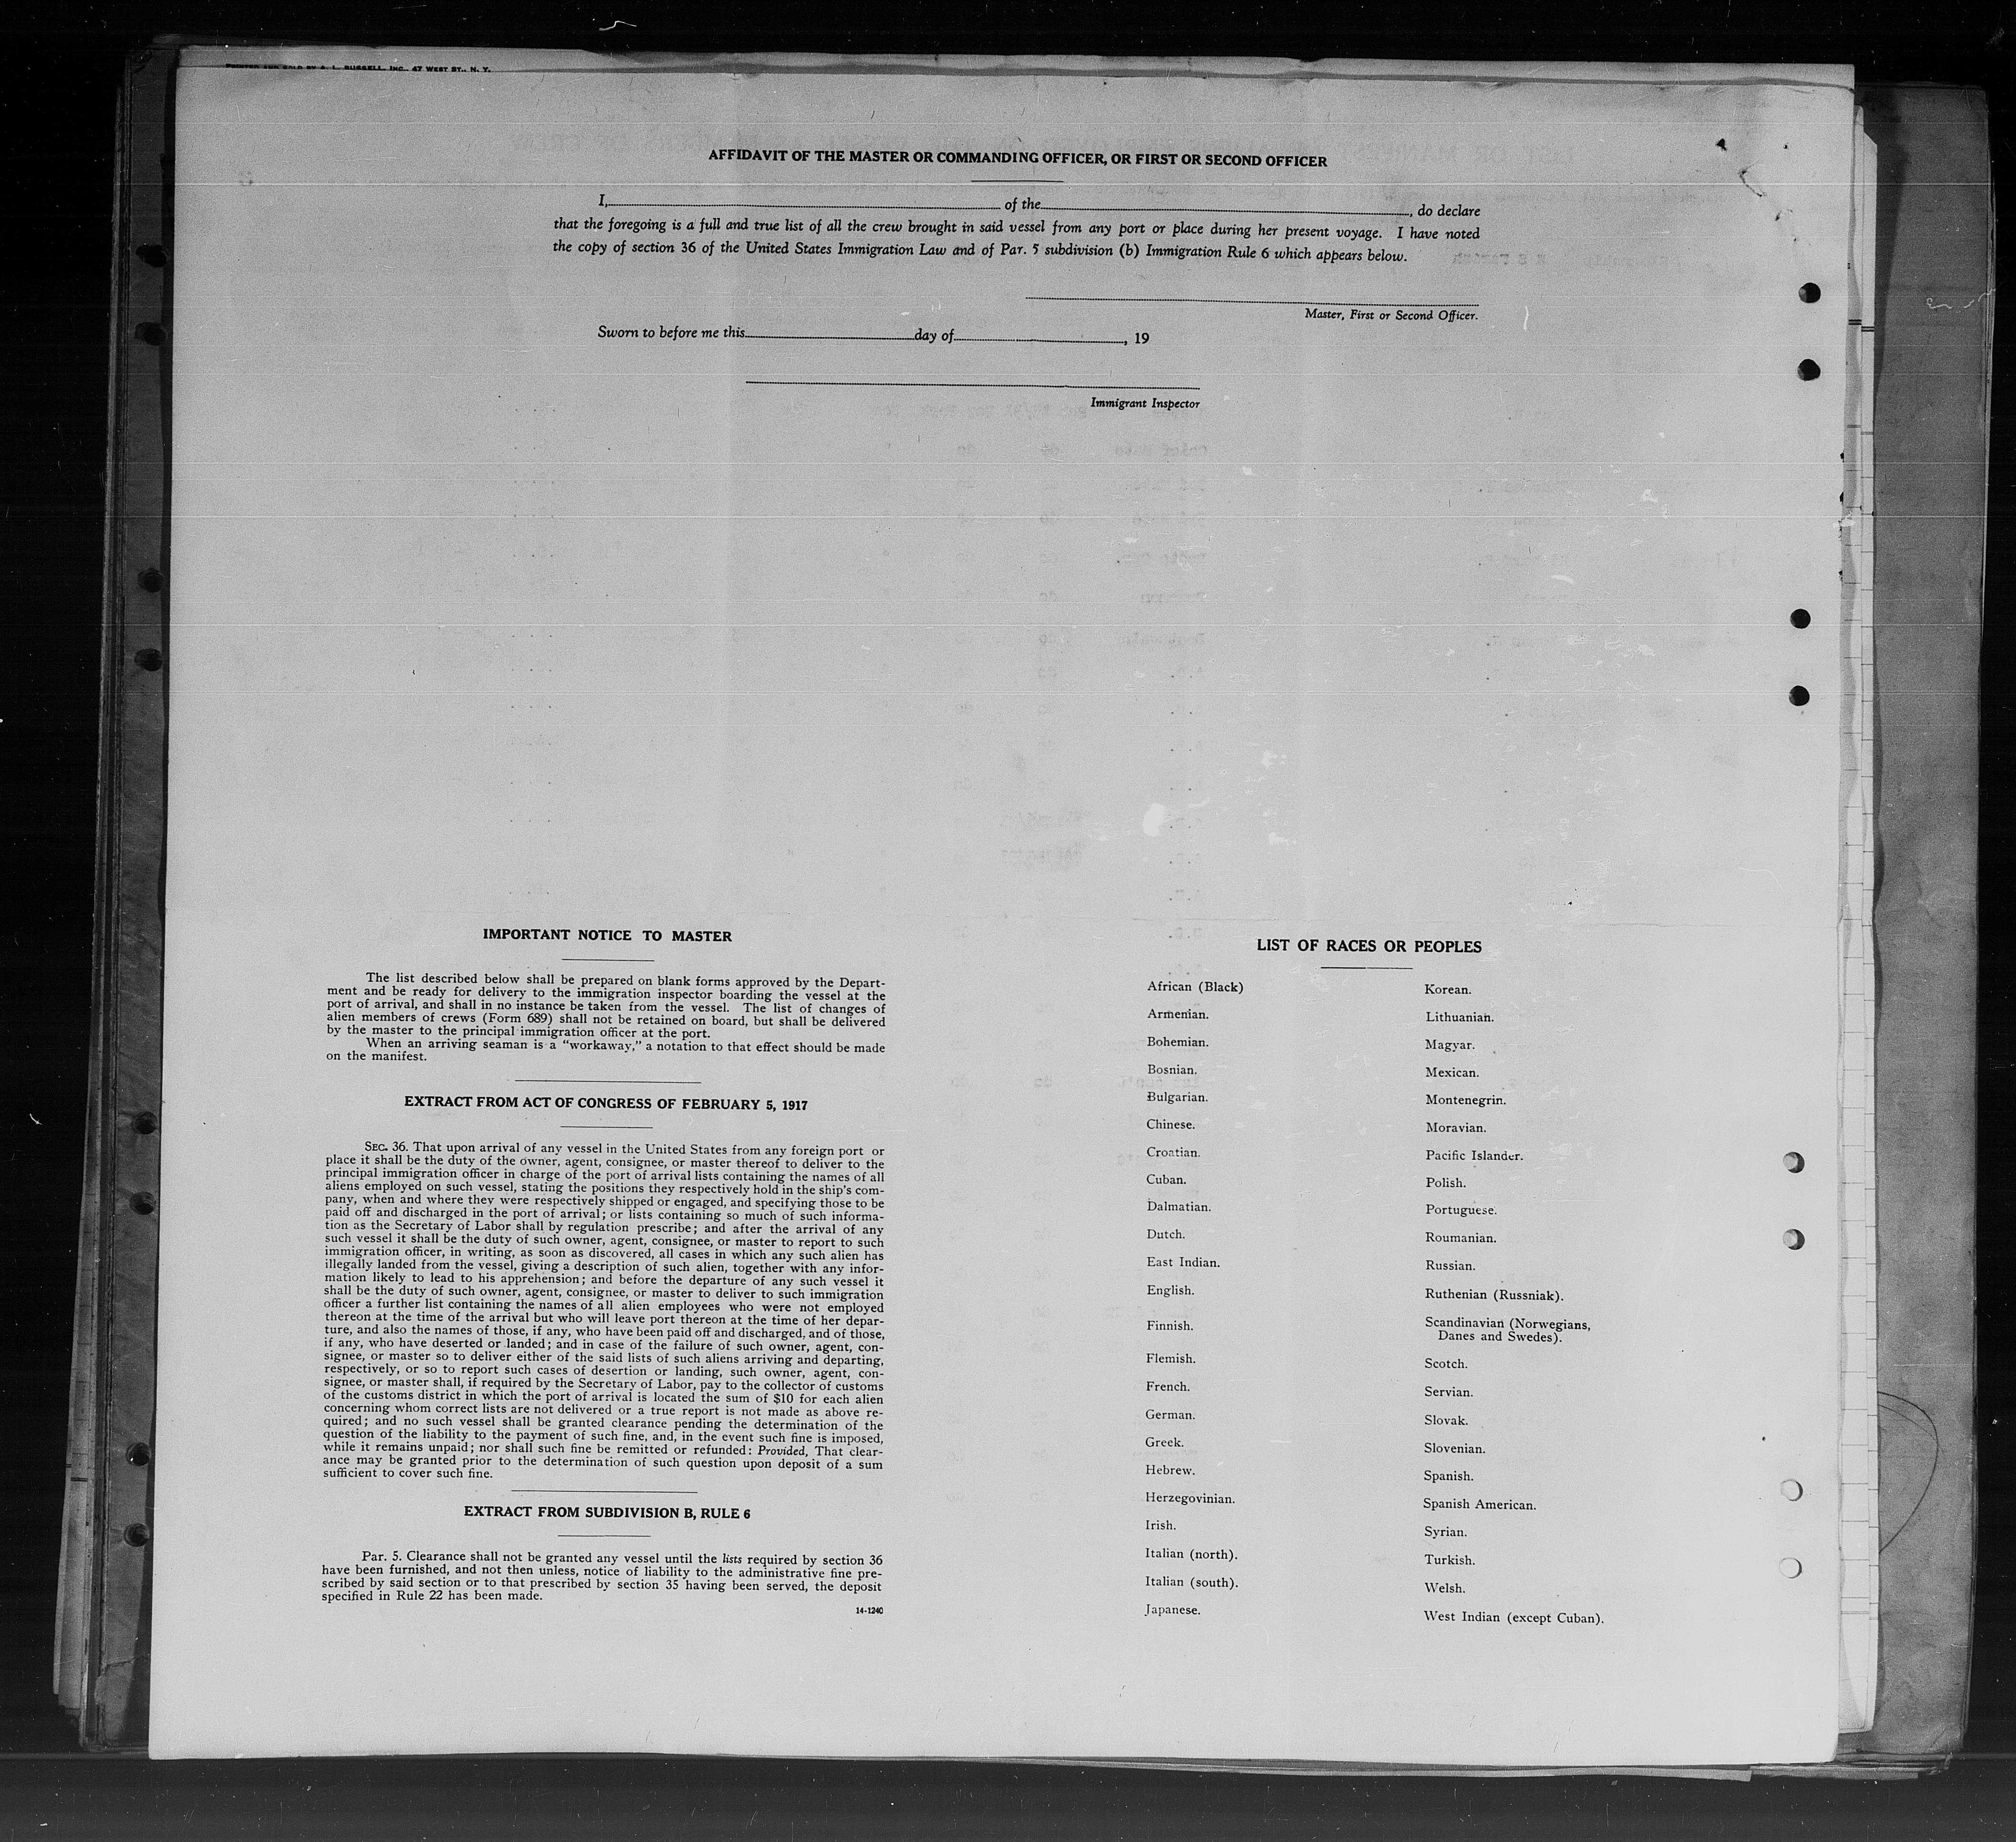 PRINTED AND SOLD BY A. L. RUSSELL, INC., 47 WEST ST., N. Y.
AFFIDAVIT OF THE MASTER OR COMMANDING OFFICER, OR FIRST OR SECOND OFFICER
I, of the , do declare
that the foregoing is a full and true list of all the crew brought in said vessel from any port or place during her present voyage. I have noted
the copy of section 36 of the United States Immigration Law and of Par. 5 subdivision (b) Immigration Rule 6 which appears below.
Master, First or Second Officer.
Sworn to before me this day of , 19
Immigrant Inspector
IMPORTANT NOTICE TO MASTER
The list described below shall be prepared on blank forms approved by the Depart-
ment and be ready for delivery to the immigration inspector boarding the vessel at the
port of arrival, and shall in no instance be taken from the vessel. The list of changes of
alien members of crews (Form 689) shall not be retained on board, but shall be delivered
by the master to the principal immigration officer at the port.
When an arriving seaman is a "workaway," a notation to that effect should be made
on the manifest.
EXTRACT FROM ACT OF CONGRESS OF FEBRUARY 5, 1917
SEC. 36. That upon arrival of any vessel in the United States from any foreign port or
place it shall be the duty of the owner, agent, consignee, or master thereof to deliver to the
principal immigration officer in charge of the port of arrival lists containing the names of all
aliens employed on such vessel, stating the positions they respectively hold in the ship's com-
pany, when and where they were respectively shipped or engaged, and specifying those to be
paid off and discharged in the port of arrival; or lists containing so much of such informa-
tion as the Secretary of Labor shall by regulation prescribe; and after the arrival of any
such vessel it shall be the duty of such owner, agent, consignee, or master to report to such
immigration officer, in writing, as soon as discovered, all cases in which any such alien has
illegally landed from the vessel, giving a description of such alien, together with any infor-
mation likely to lead to his apprehension; and before the departure of any such vessel it
shall be the duty of such owner, agent, consignee, or master to deliver to such immigration
officer a further list containing the names of all alien employees who were not employed
thereon at the time of the arrival but who will leave port thereon at the time of her depar-
ture, and also the names of those, if any, who have been paid off and discharged, and of those,
if any, who have deserted or landed; and in case of the failure of such owner, agent, con-
signee, or master so to deliver either of the said lists of such aliens arriving and departing,
respectively, or so to report such cases of desertion or landing, such owner, agent, con-
signee, or master shall, if required by the Secretary of Labor, pay to the collector of customs
of the customs district in which the port of arrival is located the sum of $10 for each alien
concerning whom correct lists are not delivered or a true report is not made as above re-
quired; and no such vessel shall be granted clearance pending the determination of the
question of the liability to the payment of such fine, and, in the event such fine is imposed,
while it remains unpaid; nor shall such fine be remitted or refunded: Provided, That clear-
ance may be granted prior to the determination of such question upon deposit of a sum
sufficient to cover such fine.
EXTRACT FROM SUBDIVISION B, RULE 6
Par. 5. Clearance shall not be granted any vessel until the lists required by section 36
have been furnished, and not then unless, notice of liability to the administrative fine pre-
scribed by said section or to that prescribed by section 35 having been served, the deposit
specified in Rule 22 has been made.
14-1240
LIST OF RACES OR PEOPLES
African (Black)
Armenian.
Bohemian.
Bosnian.
Bulgarian.
Chinese.
Croatian.
Cuban.
Dalmatian.
Dutch.
East Indian.
English.
Finnish.
Flemish.
French.
German.
Greek.
Hebrew.
Herzegovinian.
Irish.
Italian (north).
Italian (south).
Japanese.
Korean.
Lithuanian.
Magyar.
Mexican.
Montenegrin.
Moravian.
Pacific Islander.
Polish.
Portuguese.
Roumanian.
Russian.
Ruthenian (Russniak).
Scandinavian (Norwegians,
Danes and Swedes).
Scotch.
Servian.
Slovak.
Slovenian.
Spanish.
Spanish American.
Syrian.
Turkish.
Welsh.
West Indian (except Cuban).